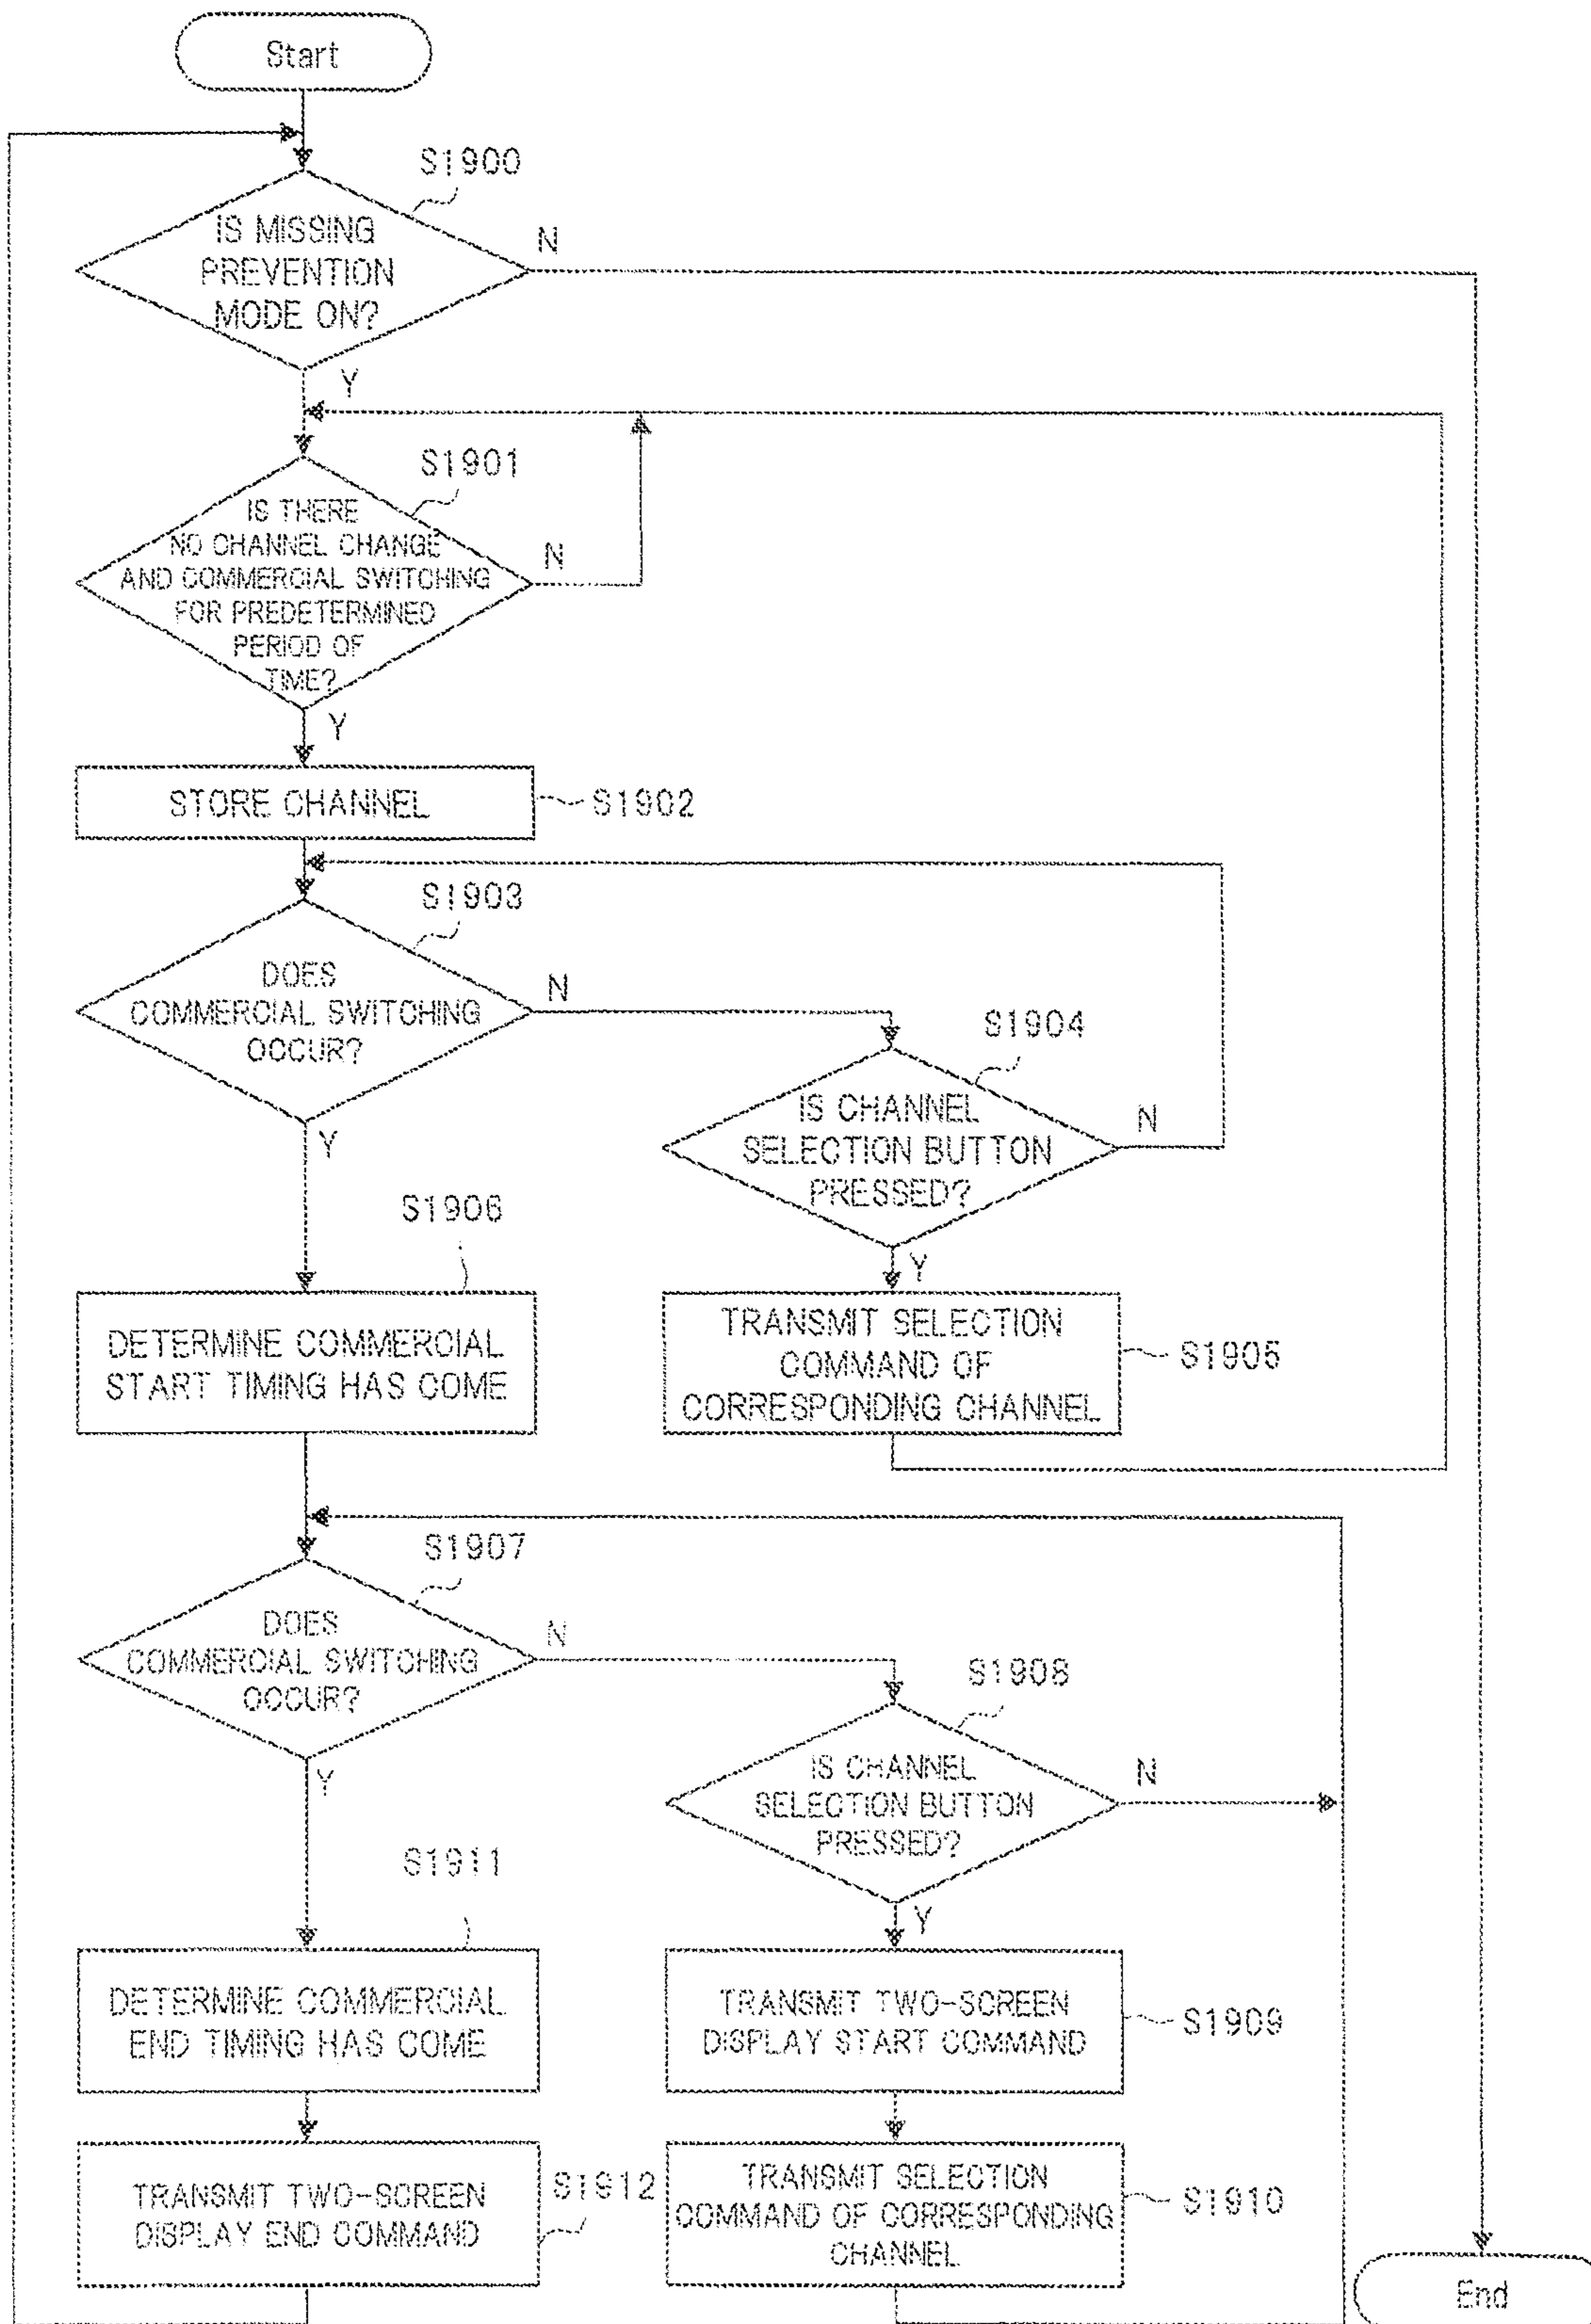 Start
S1900
IS MISSING
PREVENTION
MODE ON?
N
Y
S1901
IS THERE
NO CHANNEL CHANGE
AND COMMERCIAL SWITCHING
FOR PREDETERMINED
PERIOD OF
TIME?
N
Y
STORE CHANNEL
S1902
S1903
DOES
COMMERCIAL SWITCHING
OCCUR?
N
Y
S1904
IS CHANNEL
SELECTION BUTTON
PRESSED?
N
Y
S1906
DETERMINE COMMERCIAL
START TIMING HAS COME
TRANSMIT SELECTION
COMMAND OF
CORRESPONDING CHANNEL
S1905
S1907
DOES
COMMERCIAL SWITCHING
OCCUR?
N
Y
S1908
IS CHANNEL
SELECTION BUTTON
PRESSED?
N
Y
S1911
DETERMINE COMMERCIAL
END TIMING HAS COME
TRANSMIT TWO-SCREEN
DISPLAY START COMMAND
S1909
TRANSMIT TWO-SCREEN
DISPLAY END COMMAND
S1912
TRANSMIT SELECTION
COMMAND OF CORRESPONDING
CHANNEL
S1910
End